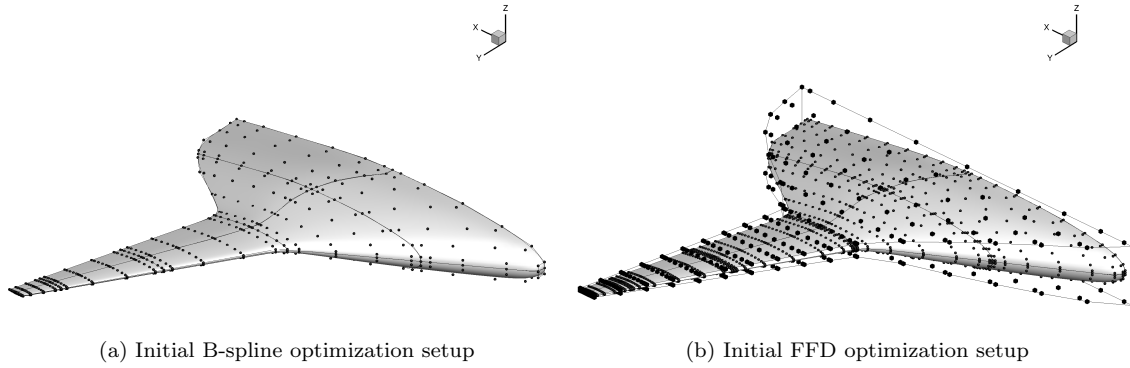 Z
X
Y
Z
X
Y
(a) Initial B-spline optimization setup
(b) Initial FFD optimization setup